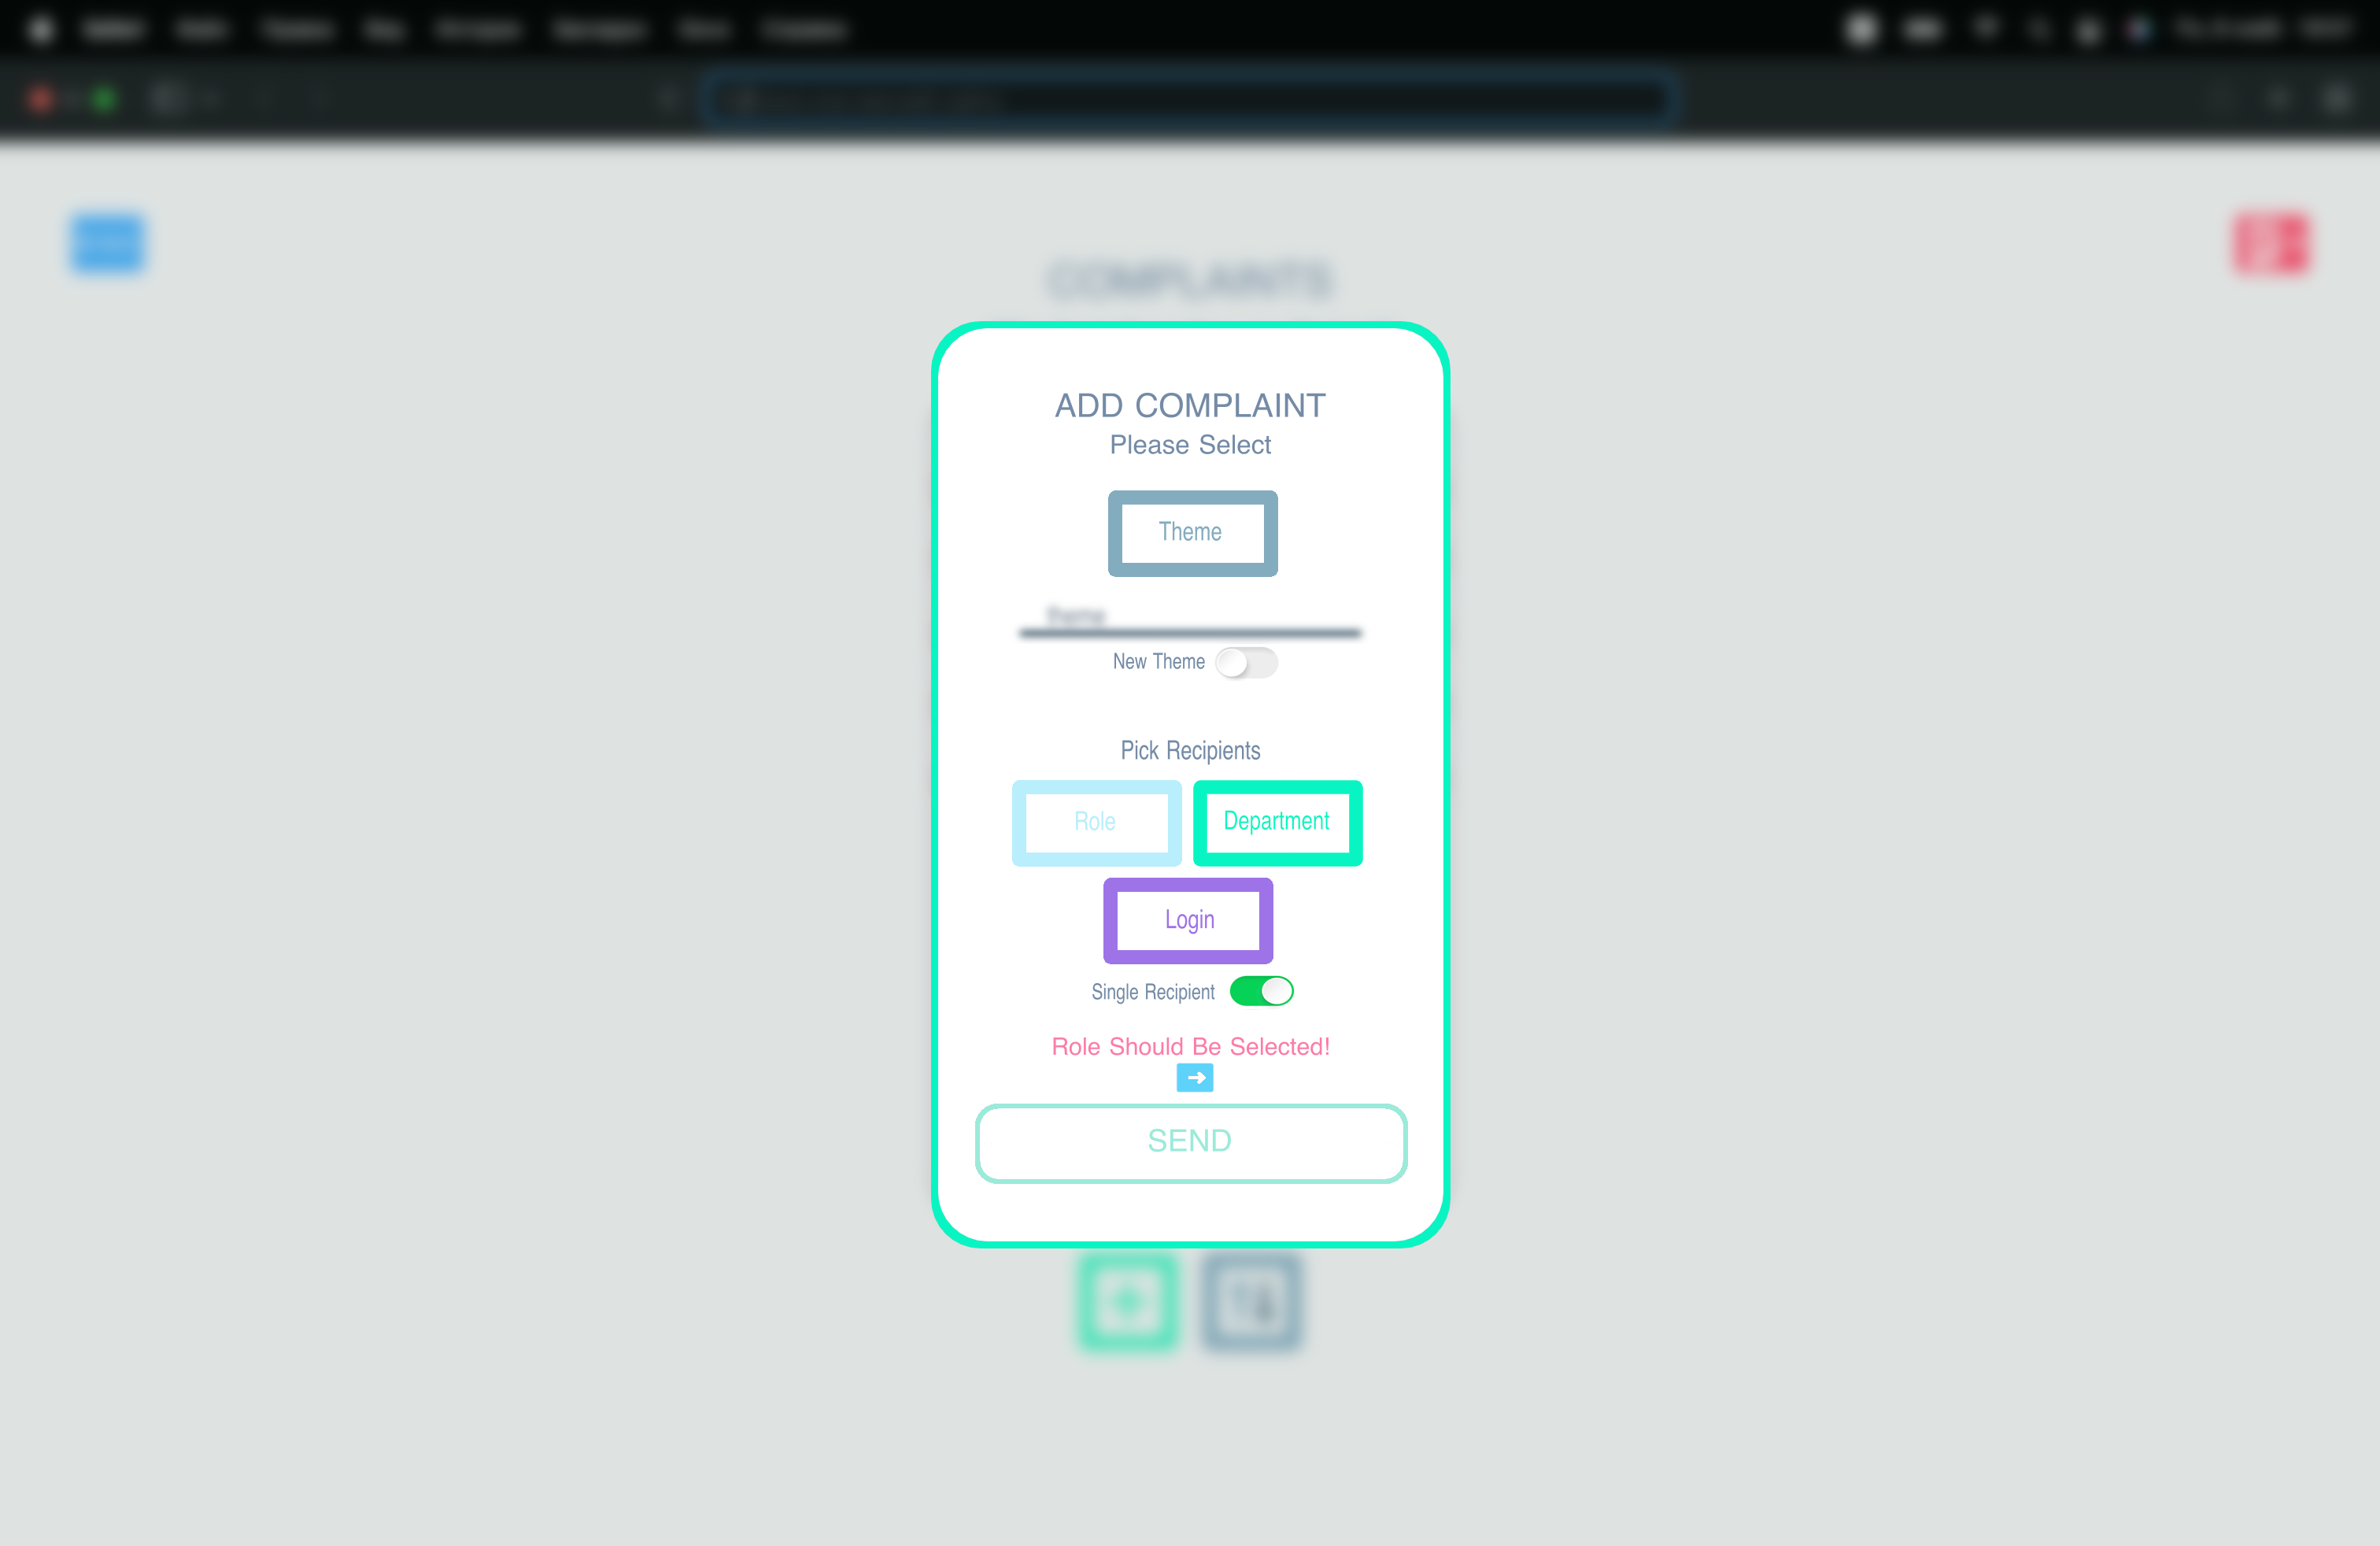 COMPLAINTS
ADD COMPLAINT
Please Select
Theme
theme
New Theme
Pick Recipients
Role Department
Login
Single Recipient
Role Should Be Selected!
SEND